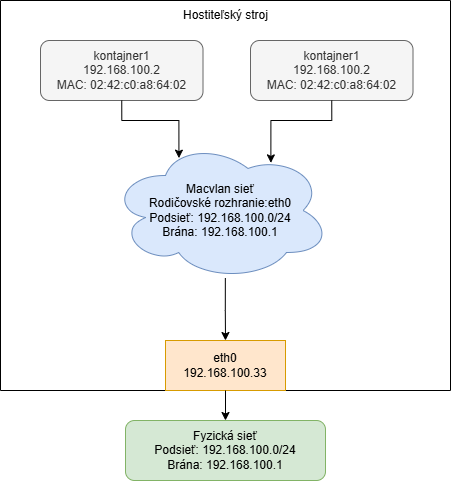 Hostiteľský stroj
kontajner1
192.168.100.2
MAC: 02:42:c0:a8:64:02
kontajner1
192.168.100.2
MAC: 02:42:c0:a8:64:02
Macvlan sieť
Rodičovské rozhranie:eth0
Podsieť: 192.168.100.0/24
Brána: 192.168.100.1
eth0
192.168.100.33
Fyzická sieť
Podsieť: 192.168.100.0/24
Brána: 192.168.100.1